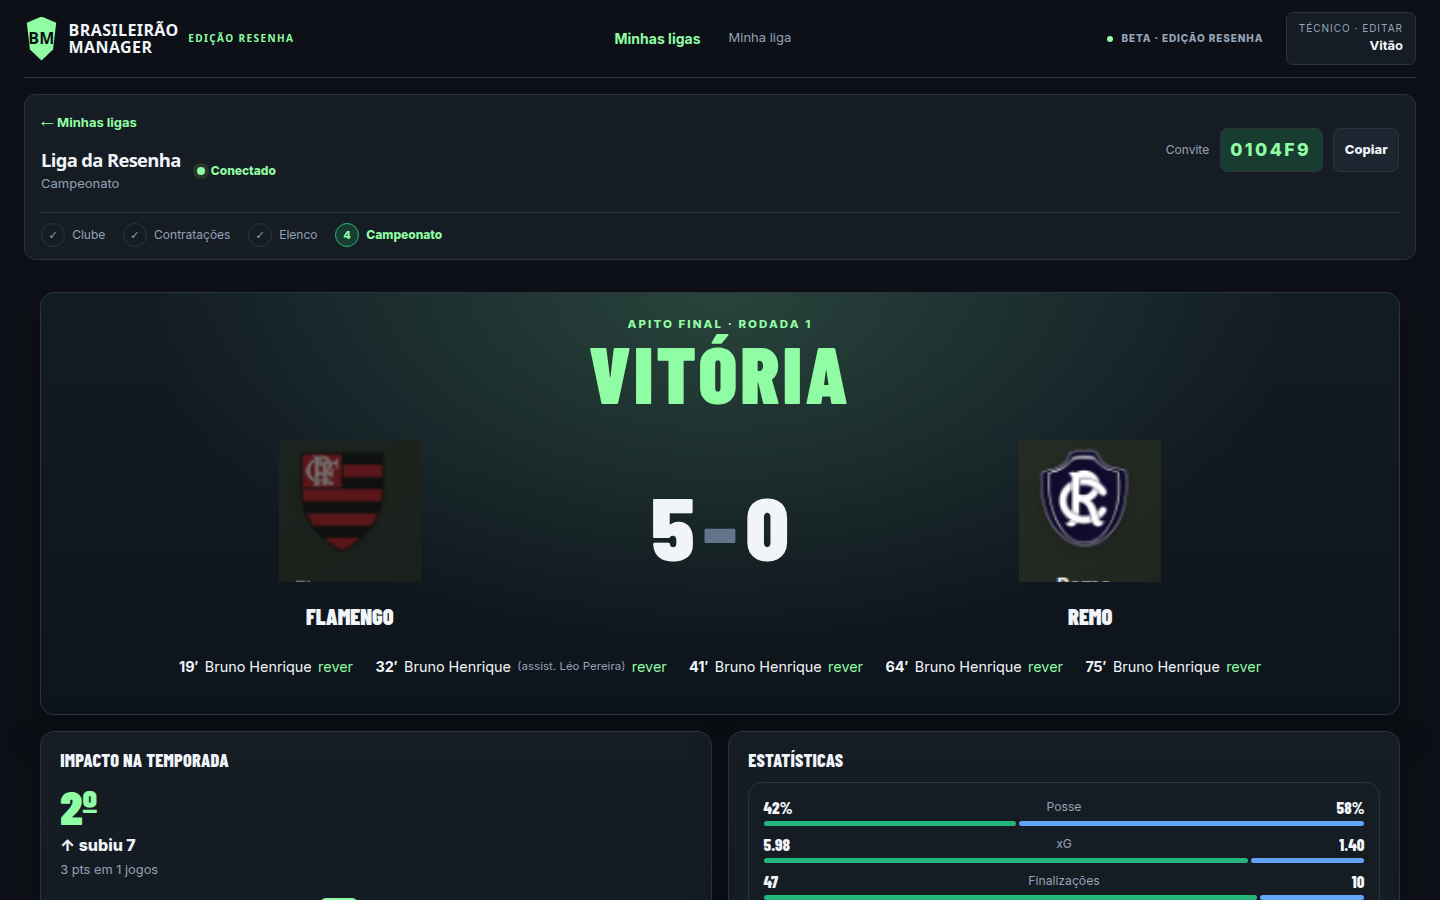 BM
BRASILEIRÃO
MANAGER
EDIÇÃO RESENHA
Minhas ligas
Minha liga
BETA · EDIÇÃO RESENHA
TÉCNICO · EDITAR
Vitão
← Minhas ligas
Liga da Resenha
Campeonato
Conectado
Convite
0104F9
Copiar
✓ Clube
✓ Contratações
✓ Elenco
4 Campeonato
APITO FINAL · RODADA 1
VITÓRIA
5-0
FLAMENGO
REMO
19' Bruno Henrique rever
32' Bruno Henrique (assist. Léo Pereira) rever
41' Bruno Henrique rever
64' Bruno Henrique rever
75' Bruno Henrique rever
IMPACTO NA TEMPORADA
2º
↑ subiu 7
3 pts em 1 jogos
ESTATÍSTICAS
42% Posse 58%
5.98 xG 1.40
47 Finalizações 10